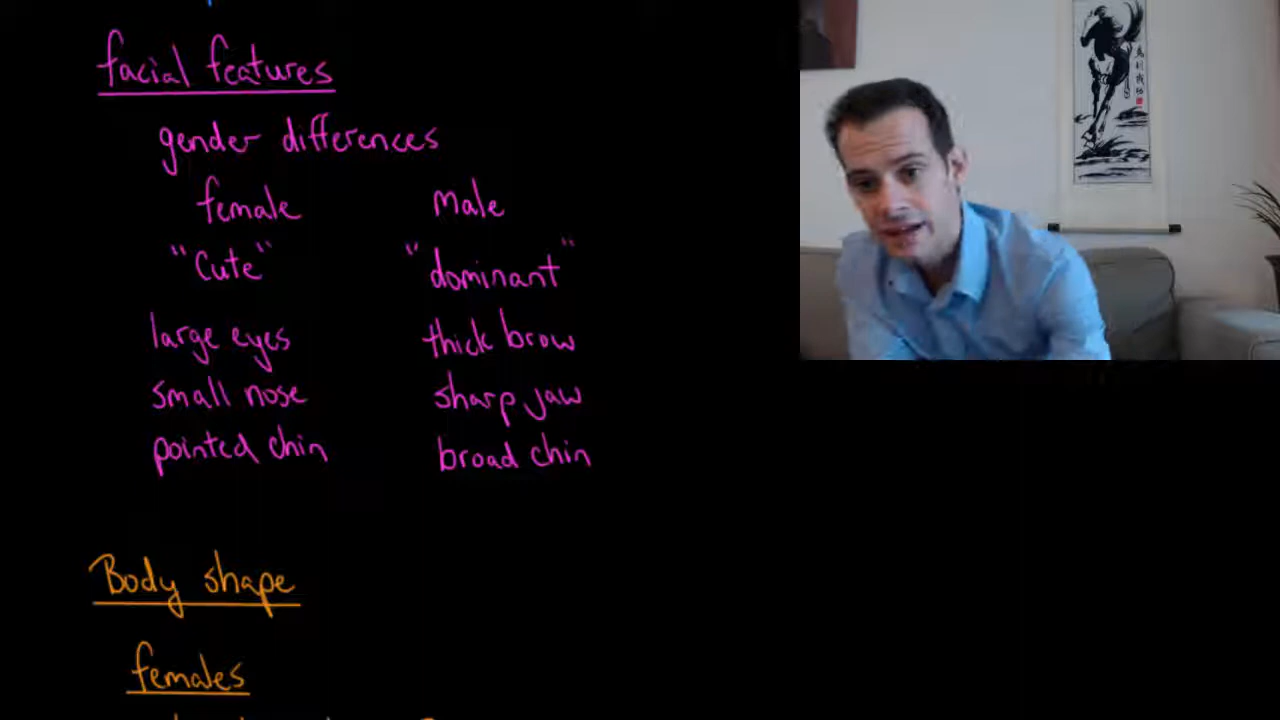 facial features
gender differences
female male
"Cute" "dominant"
large eyes thick brow
small nose sharp jaw
pointed chin broad chin
Body shape
females